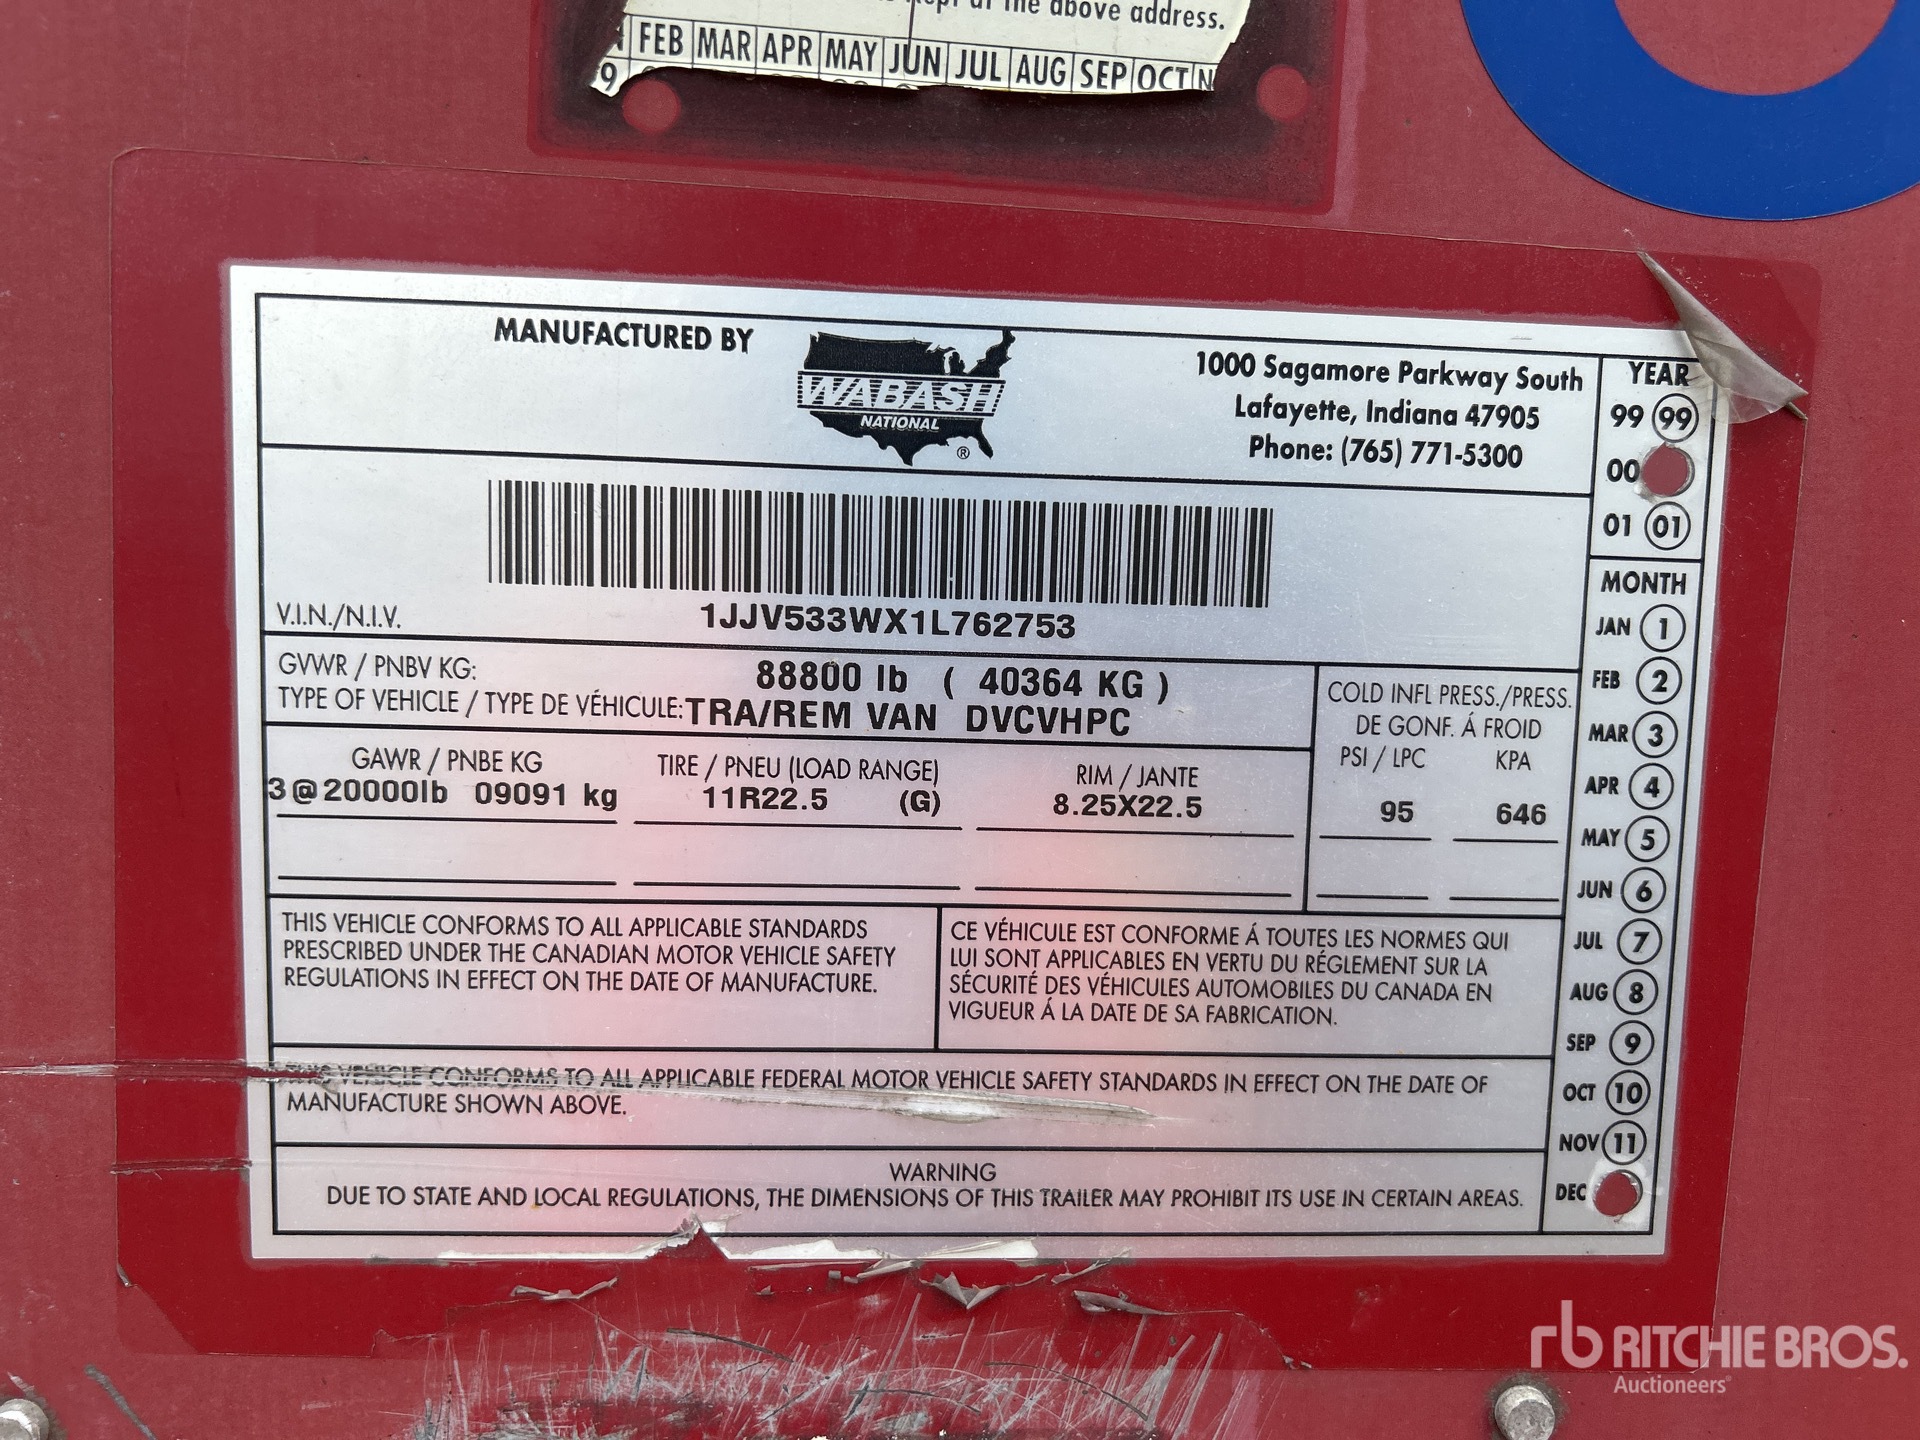 kept at the above address.
FEB MAR APR MAY JUN JUL AUG SEP OCT N
9
MANUFACTURED BY
WABASH
NATIONAL
®
1000 Sagamore Parkway South
Lafayette, Indiana 47905
Phone: (765) 771-5300
YEAR
99 99
00
01 01
V.I.N./N.I.V.
1JJV533WX1L762753
GVWR / PNBV KG: 88800 lb ( 40364 KG )
TYPE OF VEHICLE / TYPE DE VÉHICULE: TRA/REM VAN DVCVHPC
COLD INFL PRESS./PRESS.
DE GONF. Á FROID
PSI / LPC KPA
95 646
GAWR / PNBE KG TIRE / PNEU (LOAD RANGE) RIM / JANTE
3@20000lb 09091 kg 11R22.5 (G) 8.25X22.5
THIS VEHICLE CONFORMS TO ALL APPLICABLE STANDARDS
PRESCRIBED UNDER THE CANADIAN MOTOR VEHICLE SAFETY
REGULATIONS IN EFFECT ON THE DATE OF MANUFACTURE.
CE VÉHICULE EST CONFORME Á TOUTES LES NORMES QUI
LUI SONT APPLICABLES EN VERTU DU RÉGLEMENT SUR LA
SÉCURITÉ DES VÉHICULES AUTOMOBILES DU CANADA EN
VIGUEUR Á LA DATE DE SA FABRICATION.
THIS VEHICLE CONFORMS TO ALL APPLICABLE FEDERAL MOTOR VEHICLE SAFETY STANDARDS IN EFFECT ON THE DATE OF
MANUFACTURE SHOWN ABOVE.
WARNING
DUE TO STATE AND LOCAL REGULATIONS, THE DIMENSIONS OF THIS TRAILER MAY PROHIBIT ITS USE IN CERTAIN AREAS.
MONTH
JAN 1
FEB 2
MAR 3
APR 4
MAY 5
JUN 6
JUL 7
AUG 8
SEP 9
OCT 10
NOV 11
DEC
rb RITCHIE BROS.
Auctioneers